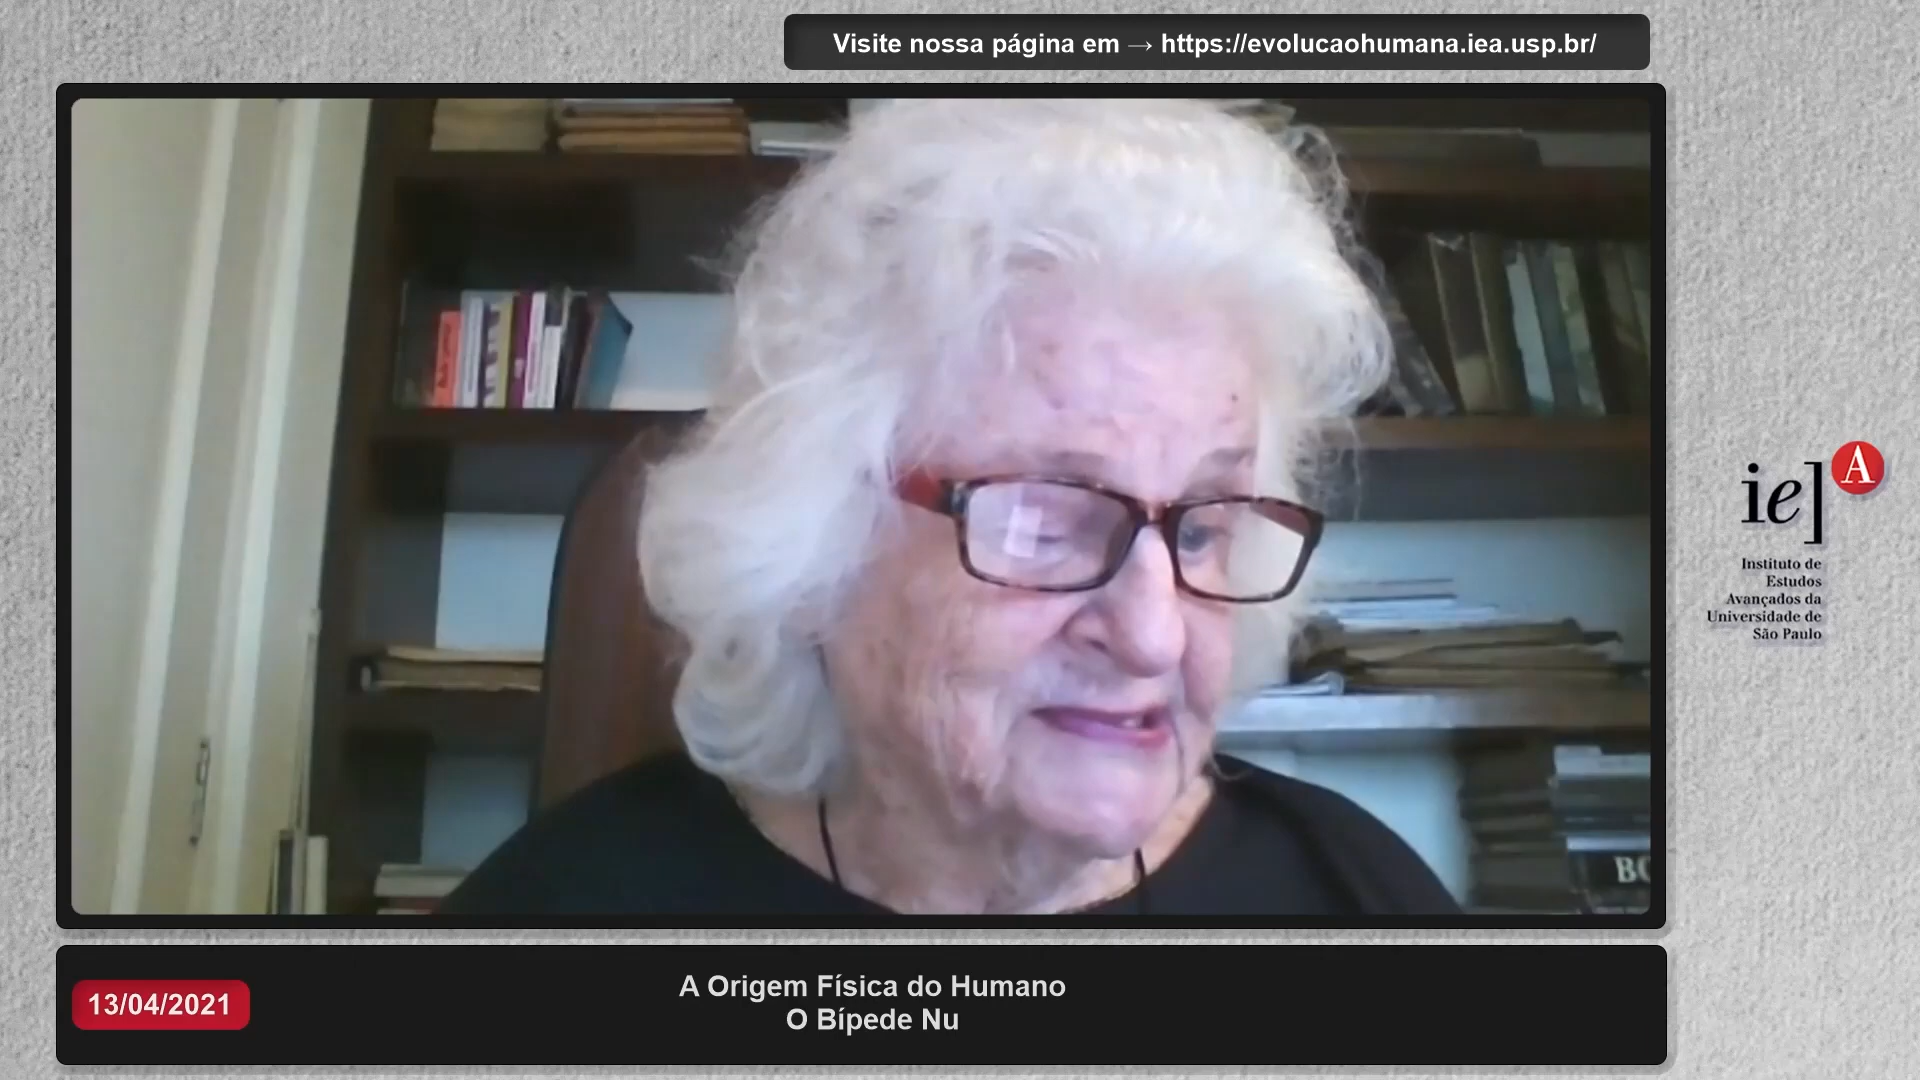 Visite nossa página em → https://evolucaohumana.iea.usp.br/
ie] A
Instituto de
Estudos
Avançados da
Universidade de
São Paulo
BO
13/04/2021
A Origem Física do Humano
O Bípede Nu